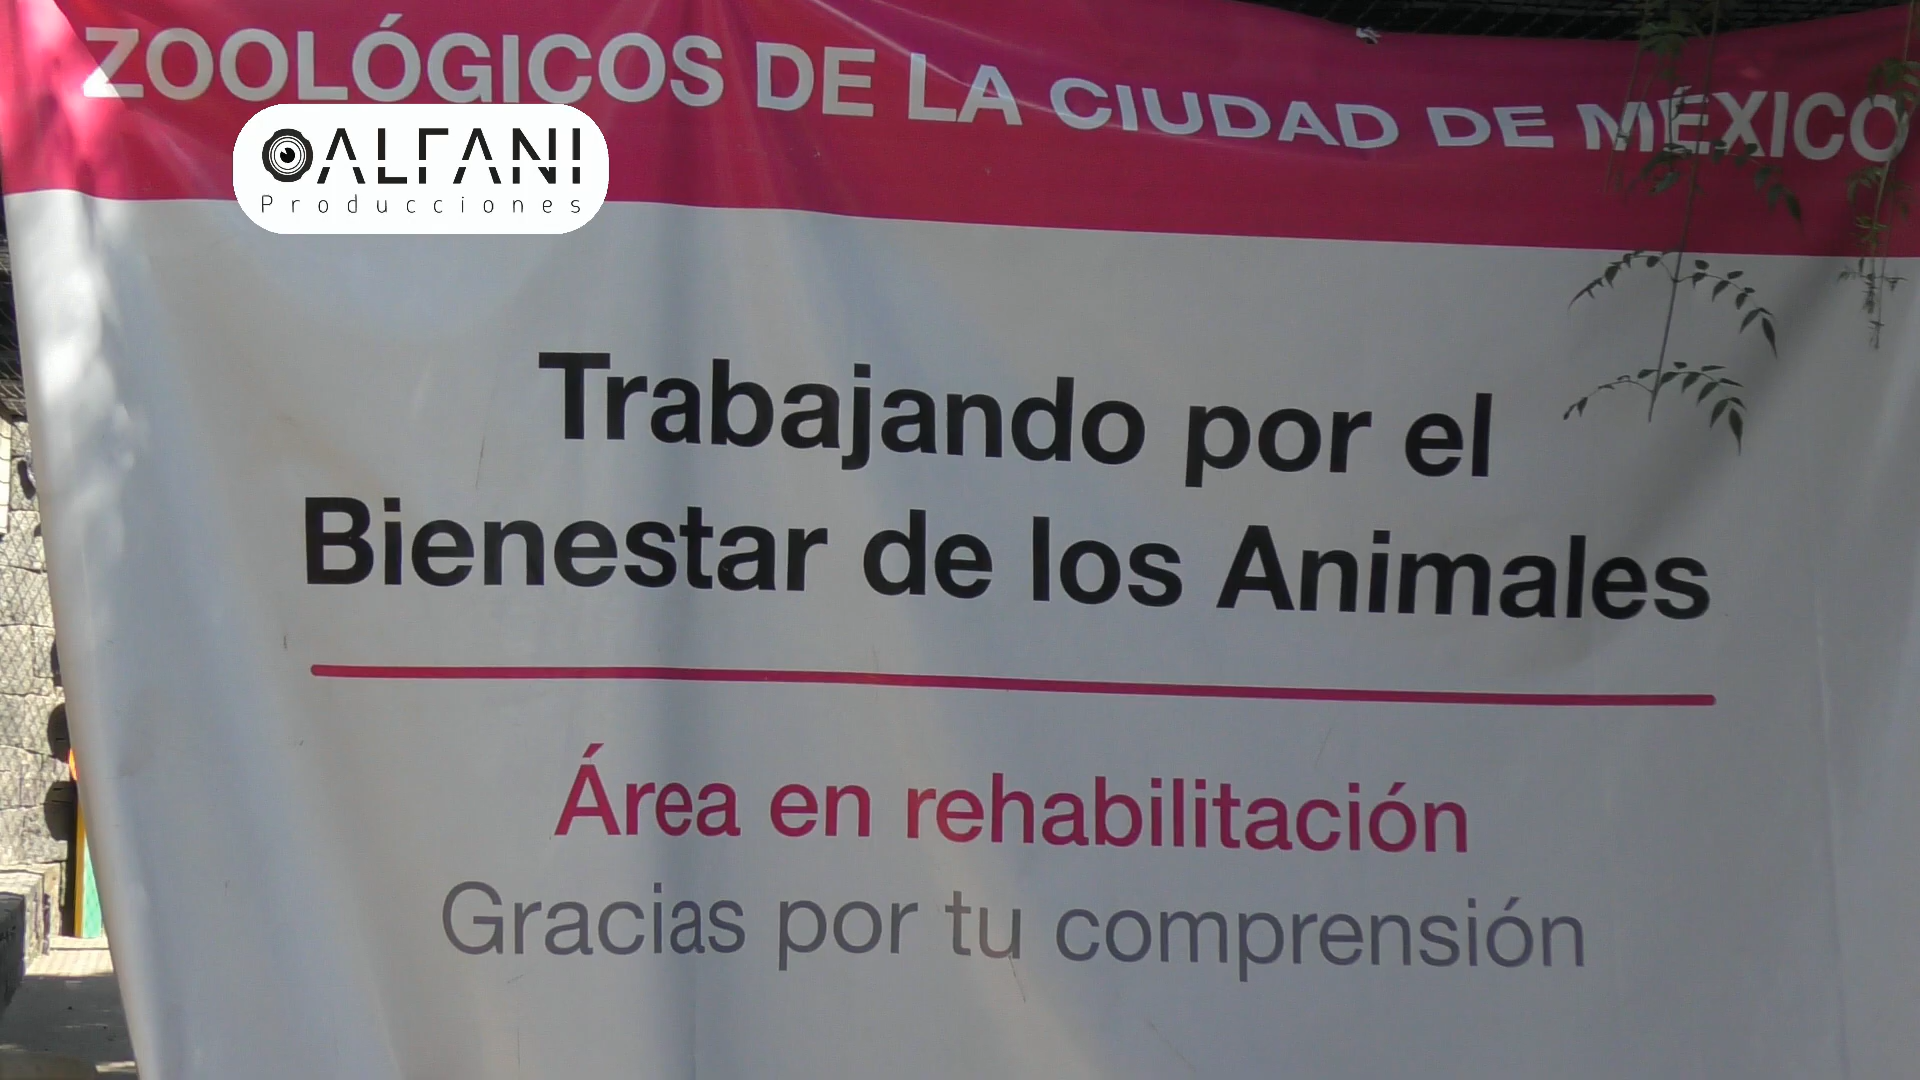 ZOOLÓGICOS DE LA CIUDAD DE MÉXICO
ALFANI
Producciones
Trabajando por el
Bienestar de los Animales
Área en rehabilitación
Gracias por tu comprensión